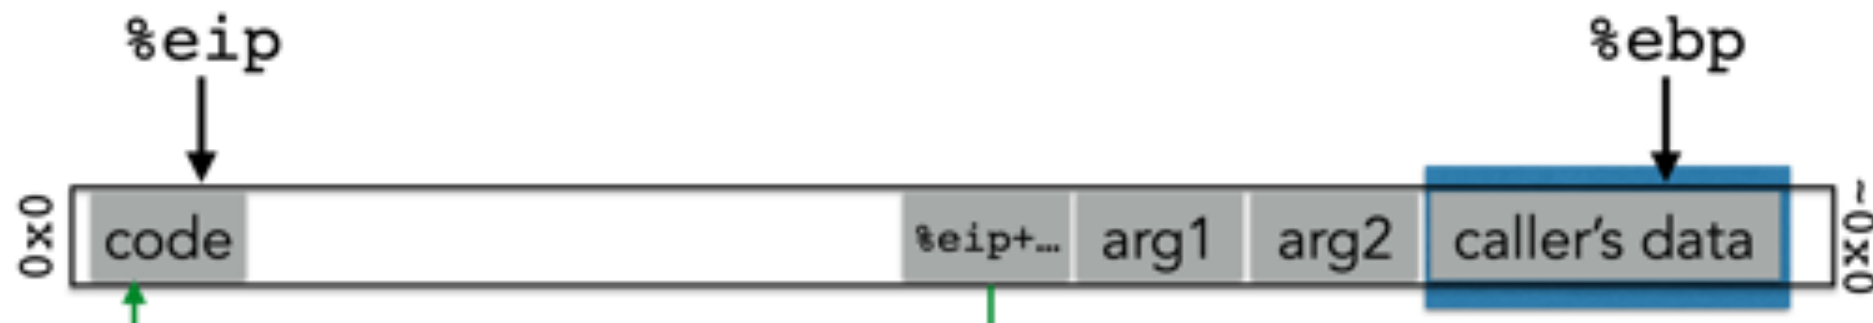 %eip
%ebp
0x0
code
%eip+…
arg1
arg2
caller's data
~0x0